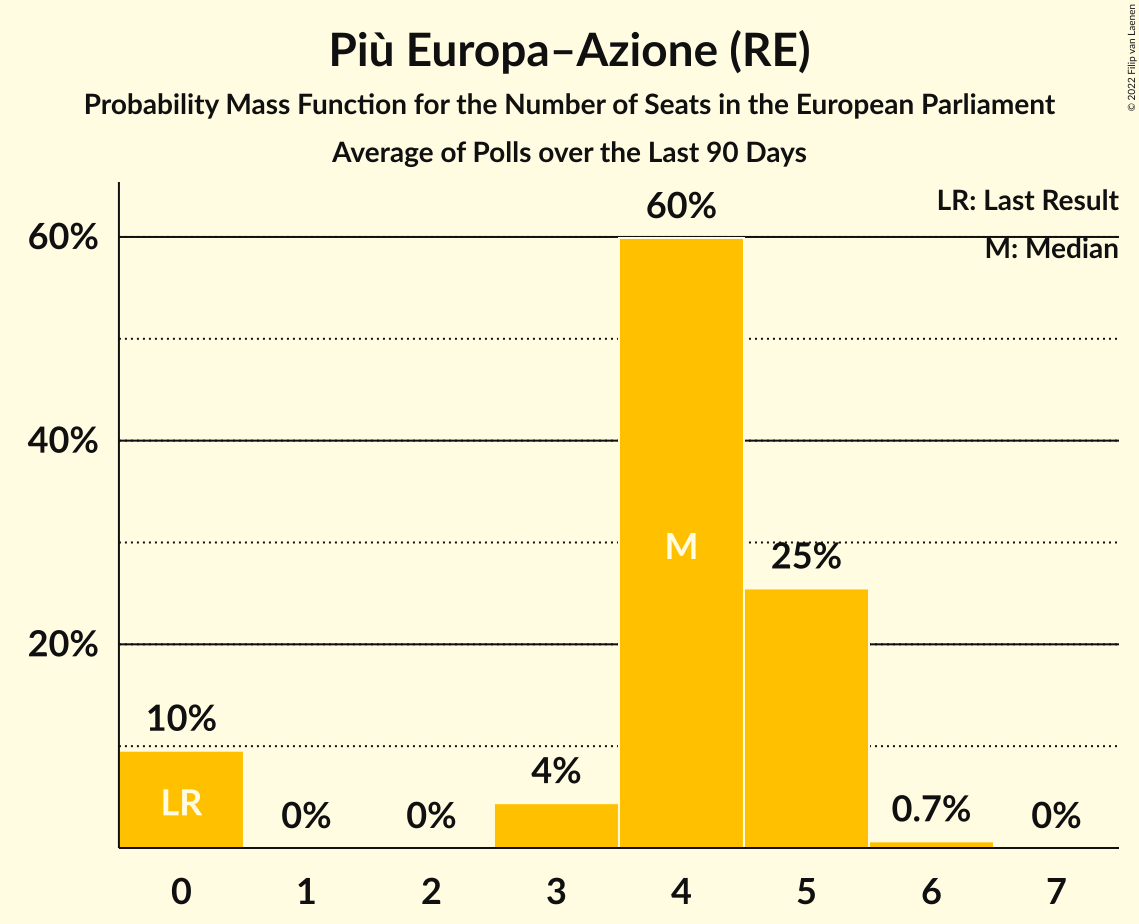 Più Europa–Azione (RE)
Probability Mass Function for the Number of Seats in the European Parliament
Average of Polls over the Last 90 Days
© 2022 Filip van Laenen
LR: Last Result
M: Median
60%
40%
20%
10%
0%
0%
4%
60%
25%
0.7%
0%
LR
M
0 1 2 3 4 5 6 7